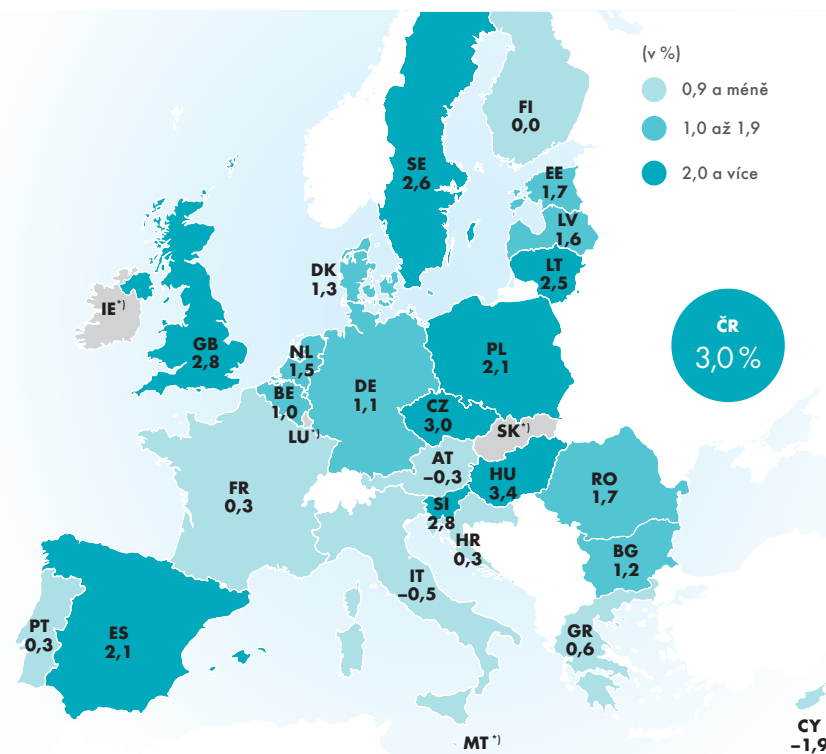 (v %)
0,9 a méně
1,0 až 1,9
2,0 a více
FI
0,0
SE
2,6
EE
1,7
LV
1,6
LT
2,5
DK
1,3
IE*)
GB
2,8
NL
1,5
BE
1,0
LU*)
DE
1,1
PL
2,1
ČR
3,0 %
CZ
3,0
SK*)
AT
–0,3
HU
3,4
RO
1,7
FR
0,3
SI
2,8
HR
0,3
BG
1,2
IT
–0,5
PT
0,3
ES
2,1
GR
0,6
MT*)
CY
–1,9